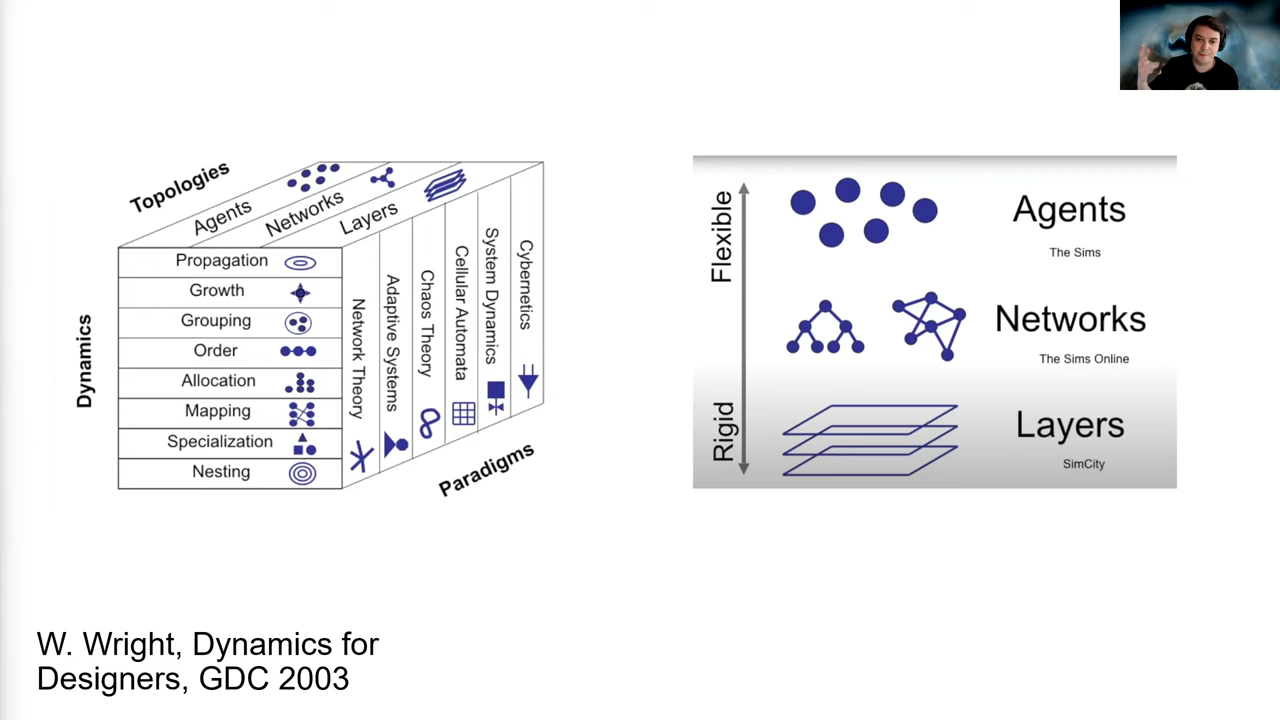 Topologies
Agents
Networks
Layers
Dynamics
Propagation
Growth
Grouping
Order
Allocation
Mapping
Specialization
Nesting
Network Theory
Adaptive Systems
Chaos Theory
Cellular Automata
System Dynamics
Cybernetics
Paradigms
Flexible
Rigid
Agents
The Sims
Networks
The Sims Online
Layers
SimCity
W. Wright, Dynamics for
Designers, GDC 2003